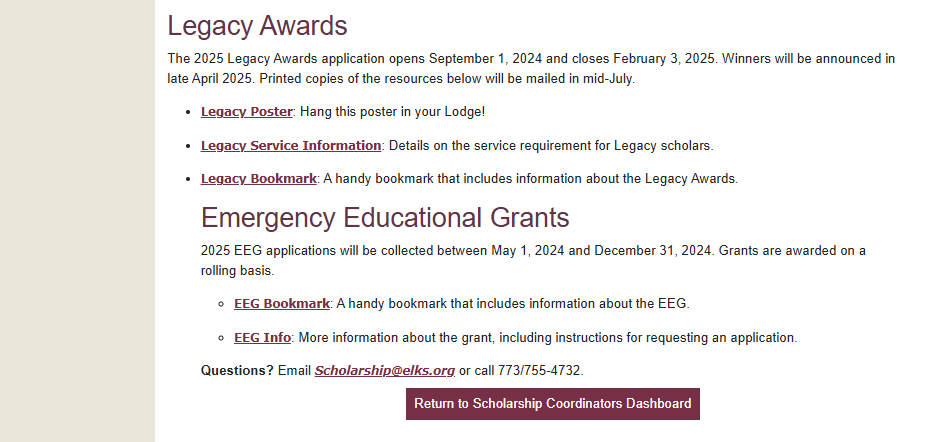 Legacy Awards
The 2025 Legacy Awards application opens September 1, 2024 and closes February 3, 2025. Winners will be announced in
late April 2025. Printed copies of the resources below will be mailed in mid-July.
• Legacy Poster: Hang this poster in your Lodge!
• Legacy Service Information: Details on the service requirement for Legacy scholars.
• Legacy Bookmark: A handy bookmark that includes information about the Legacy Awards.
Emergency Educational Grants
2025 EEG applications will be collected between May 1, 2024 and December 31, 2024. Grants are awarded on a
rolling basis.
◦ EEG Bookmark: A handy bookmark that includes information about the EEG.
◦ EEG Info: More information about the grant, including instructions for requesting an application.
Questions? Email Scholarship@elks.org or call 773/755-4732.
Return to Scholarship Coordinators Dashboard